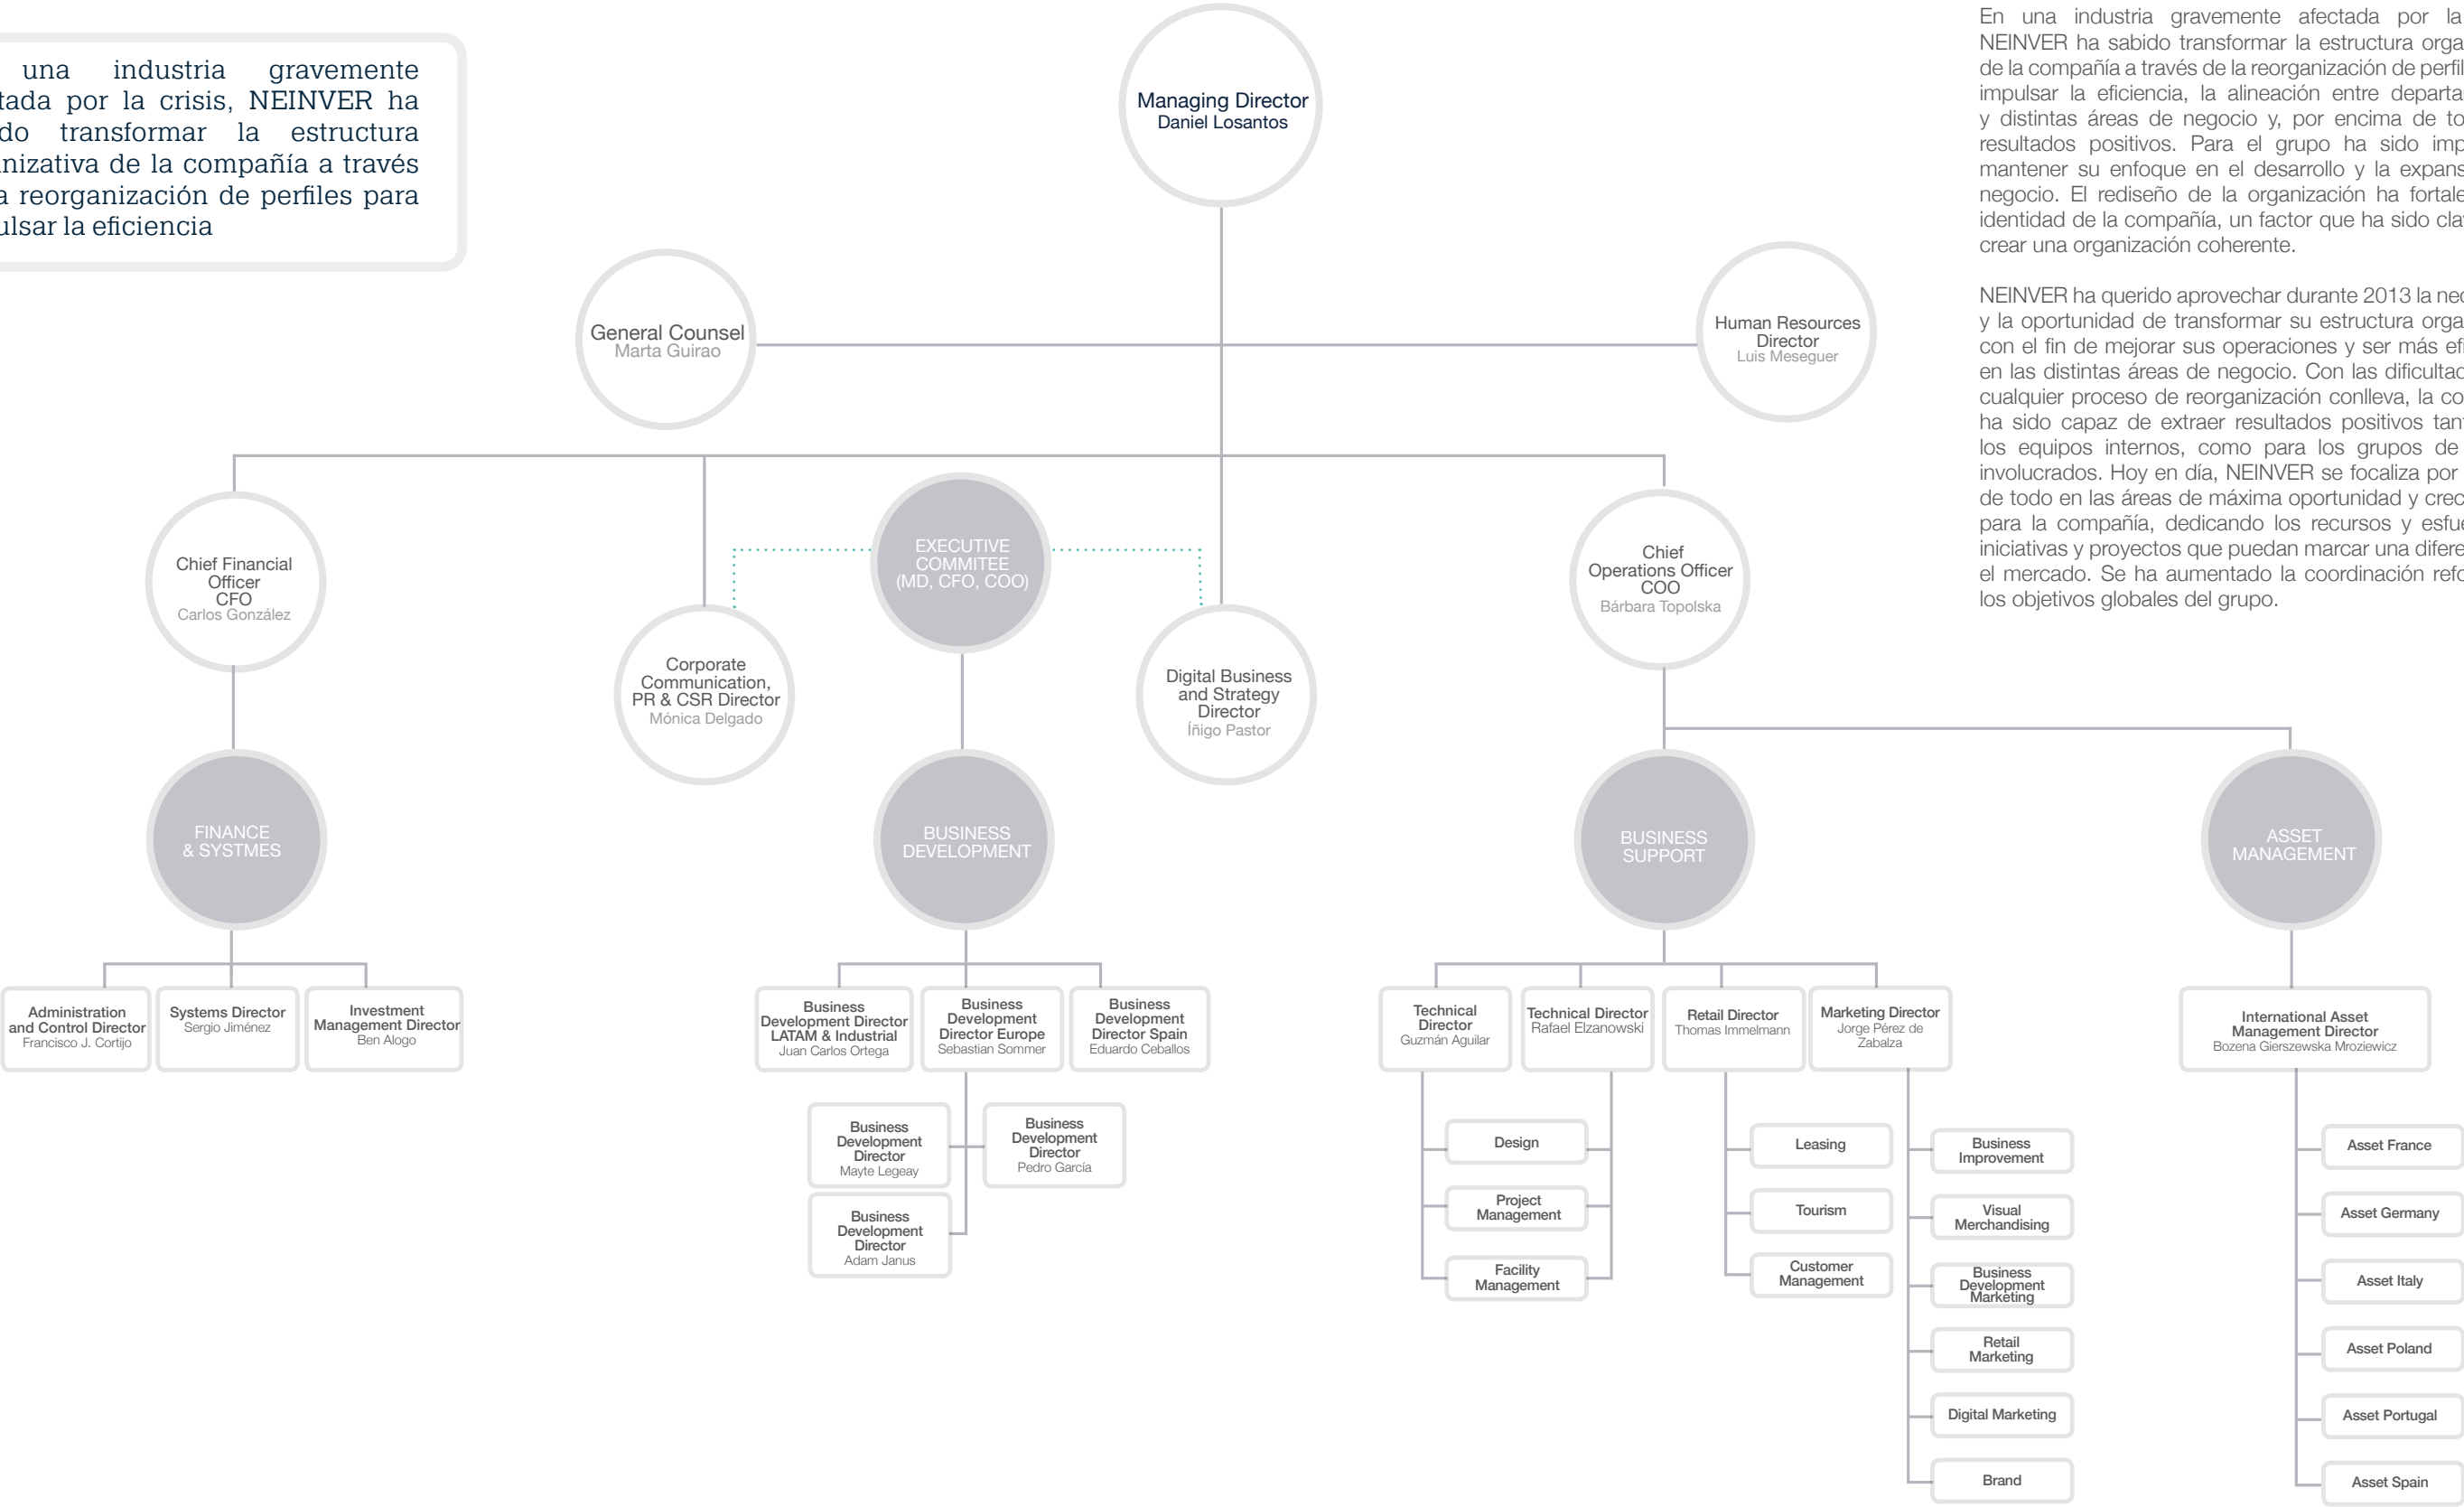 una industria gravemente
tada por la crisis, NEINVER ha
do transformar la estructura
nizativa de la compañía a través
a reorganización de perfiles para
ulsar la eficiencia
Managing Director
Daniel Losantos
En una industria gravemente afectada por la
NEINVER ha sabido transformar la estructura orga
de la compañía a través de la reorganización de perfil
impulsar la eficiencia, la alineación entre departa
y distintas áreas de negocio y, por encima de to
resultados positivos. Para el grupo ha sido imp
mantener su enfoque en el desarrollo y la expans
negocio. El rediseño de la organización ha fortale
identidad de la compañía, un factor que ha sido cla
crear una organización coherente.
NEINVER ha querido aprovechar durante 2013 la nec
y la oportunidad de transformar su estructura orga
con el fin de mejorar sus operaciones y ser más efi
en las distintas áreas de negocio. Con las dificultad
cualquier proceso de reorganización conlleva, la co
ha sido capaz de extraer resultados positivos tant
los equipos internos, como para los grupos de
involucrados. Hoy en día, NEINVER se focaliza por
de todo en las áreas de máxima oportunidad y crec
para la compañía, dedicando los recursos y esfue
iniciativas y proyectos que puedan marcar una difere
el mercado. Se ha aumentado la coordinación refo
los objetivos globales del grupo.
General Counsel
Marta Guirao
Human Resources
Director
Luis Meseguer
Chief Financial
Officer
CFO
Carlos González
Corporate
Communication,
PR & CSR Director
Mónica Delgado
EXECUTIVE
COMMITEE
(MD, CFO, COO)
Digital Business
and Strategy
Director
Íñigo Pastor
Chief
Operations Officer
COO
Bárbara Topolska
FINANCE
& SYSTMES
BUSINESS
DEVELOPMENT
BUSINESS
SUPPORT
ASSET
MANAGEMENT
Administration
and Control Director
Francisco J. Cortijo
Systems Director
Sergio Jiménez
Investment
Management Director
Ben Alogo
Business
Development Director
LATAM & Industrial
Juan Carlos Ortega
Business
Development
Director Europe
Sebastian Sommer
Business
Development
Director Spain
Eduardo Ceballos
Business
Development
Director
Mayte Legeay
Business
Development
Director
Pedro García
Business
Development
Director
Adam Janus
Technical
Director
Guzmán Aguilar
Technical Director
Rafael Elzanowski
Retail Director
Thomas Immelmann
Marketing Director
Jorge Pérez de
Zabalza
International Asset
Management Director
Bozena Gierszewska Mroziewicz
Design
Project
Management
Facility
Management
Leasing
Tourism
Customer
Management
Business
Improvement
Visual
Merchandising
Business
Development
Marketing
Retail
Marketing
Digital Marketing
Brand
Asset France
Asset Germany
Asset Italy
Asset Poland
Asset Portugal
Asset Spain